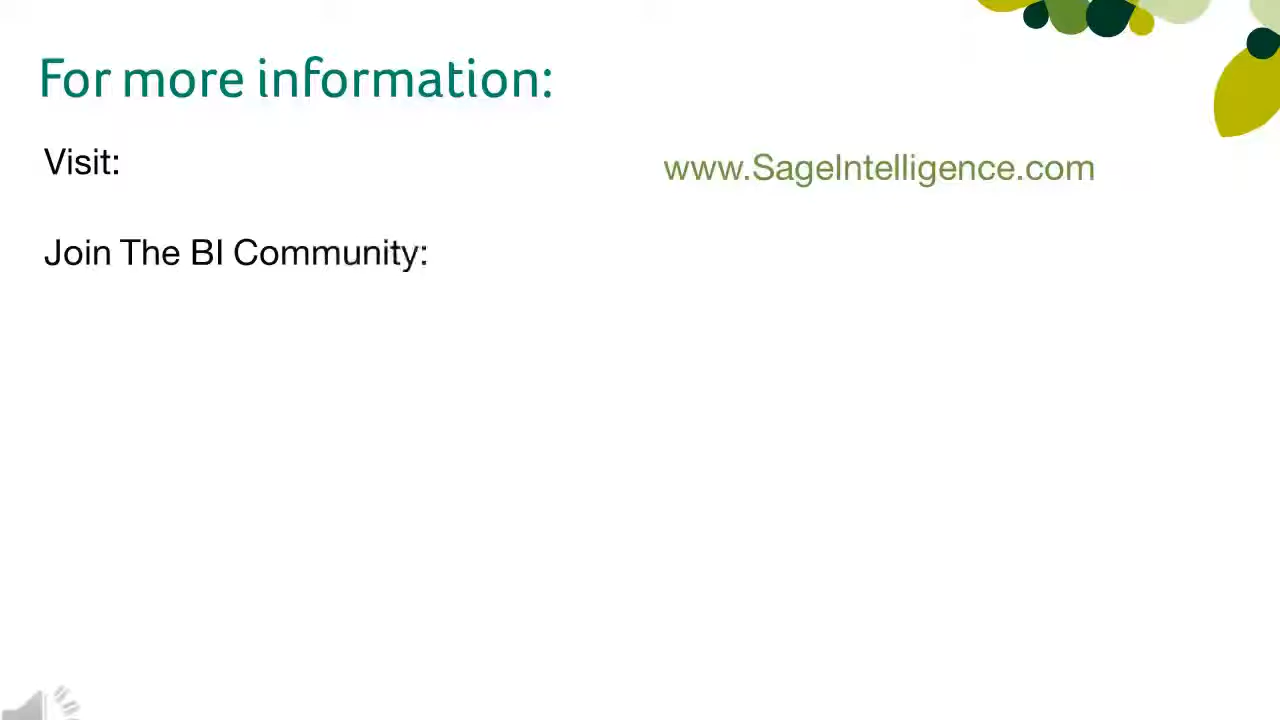 For more information:
Visit:
www.SageIntelligence.com
Join The BI Community: